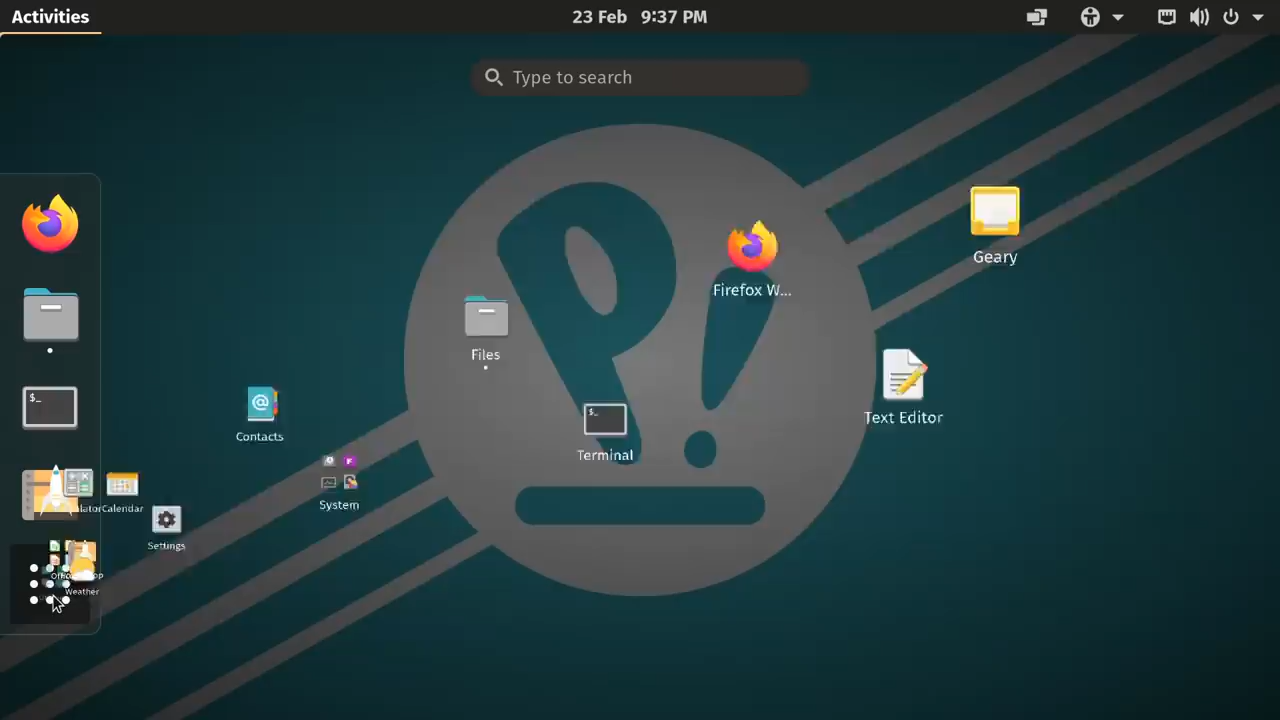 Activities
23 Feb 9:37 PM
Type to search
Geary
Firefox W...
Files
Text Editor
Contacts
Terminal
System
Calendar
Settings
Weather